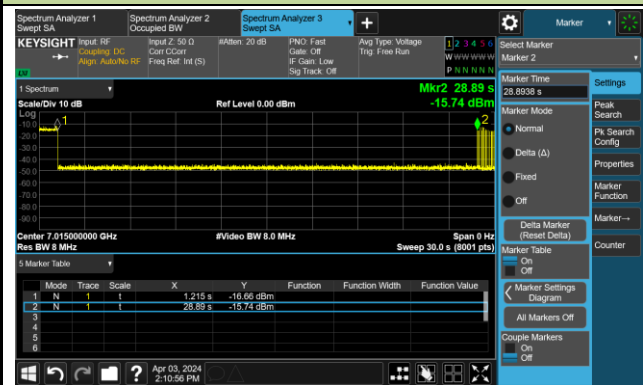 Spectrum Analyzer 1
Swept SA
Spectrum Analyzer 2
Occupied BW
Spectrum Analyzer 3
Swept SA
Marker
KEYSIGHT
Input: RF
Coupling: DC
Align: Auto/No RF
Input Z: 50 Ω
Corr CCorr
Freq Ref: Int (S)
#Atten: 20 dB
PNO: Fast
Gate: Off
IF Gain: Low
Sig Track: Off
Avg Type: Voltage
Trig: Free Run
1 2 3 4 5 6
W W W W W W
P N N N N N
LXI
Select Marker
Marker 2
1 Spectrum
Scale/Div 10 dB
Ref Level 0.00 dBm
Mkr2 28.89 s
-15.74 dBm
Log
-10.0
-20.0
-30.0
-40.0
-50.0
-60.0
-70.0
-80.0
-90.0
1
2
Center 7.015000000 GHz
Res BW 8 MHz
#Video BW 8.0 MHz
Span 0 Hz
Sweep 30.0 s (8001 pts)
5 Marker Table
Mode Trace Scale X Y Function Function Width Function Value
1 N 1 t 1.215 s -16.66 dBm
2 N 1 t 28.89 s -15.74 dBm
3
4
5
6
Marker Time
28.8938 s
Marker Mode
Normal
Delta (Δ)
Fixed
Off
Delta Marker
(Reset Delta)
Marker Table
On
Off
Marker Settings
Diagram
All Markers Off
Couple Markers
On
Off
Settings
Peak
Search
Pk Search
Config
Properties
Marker
Function
Marker→
Counter
?
Apr 03, 2024
2:10:56 PM